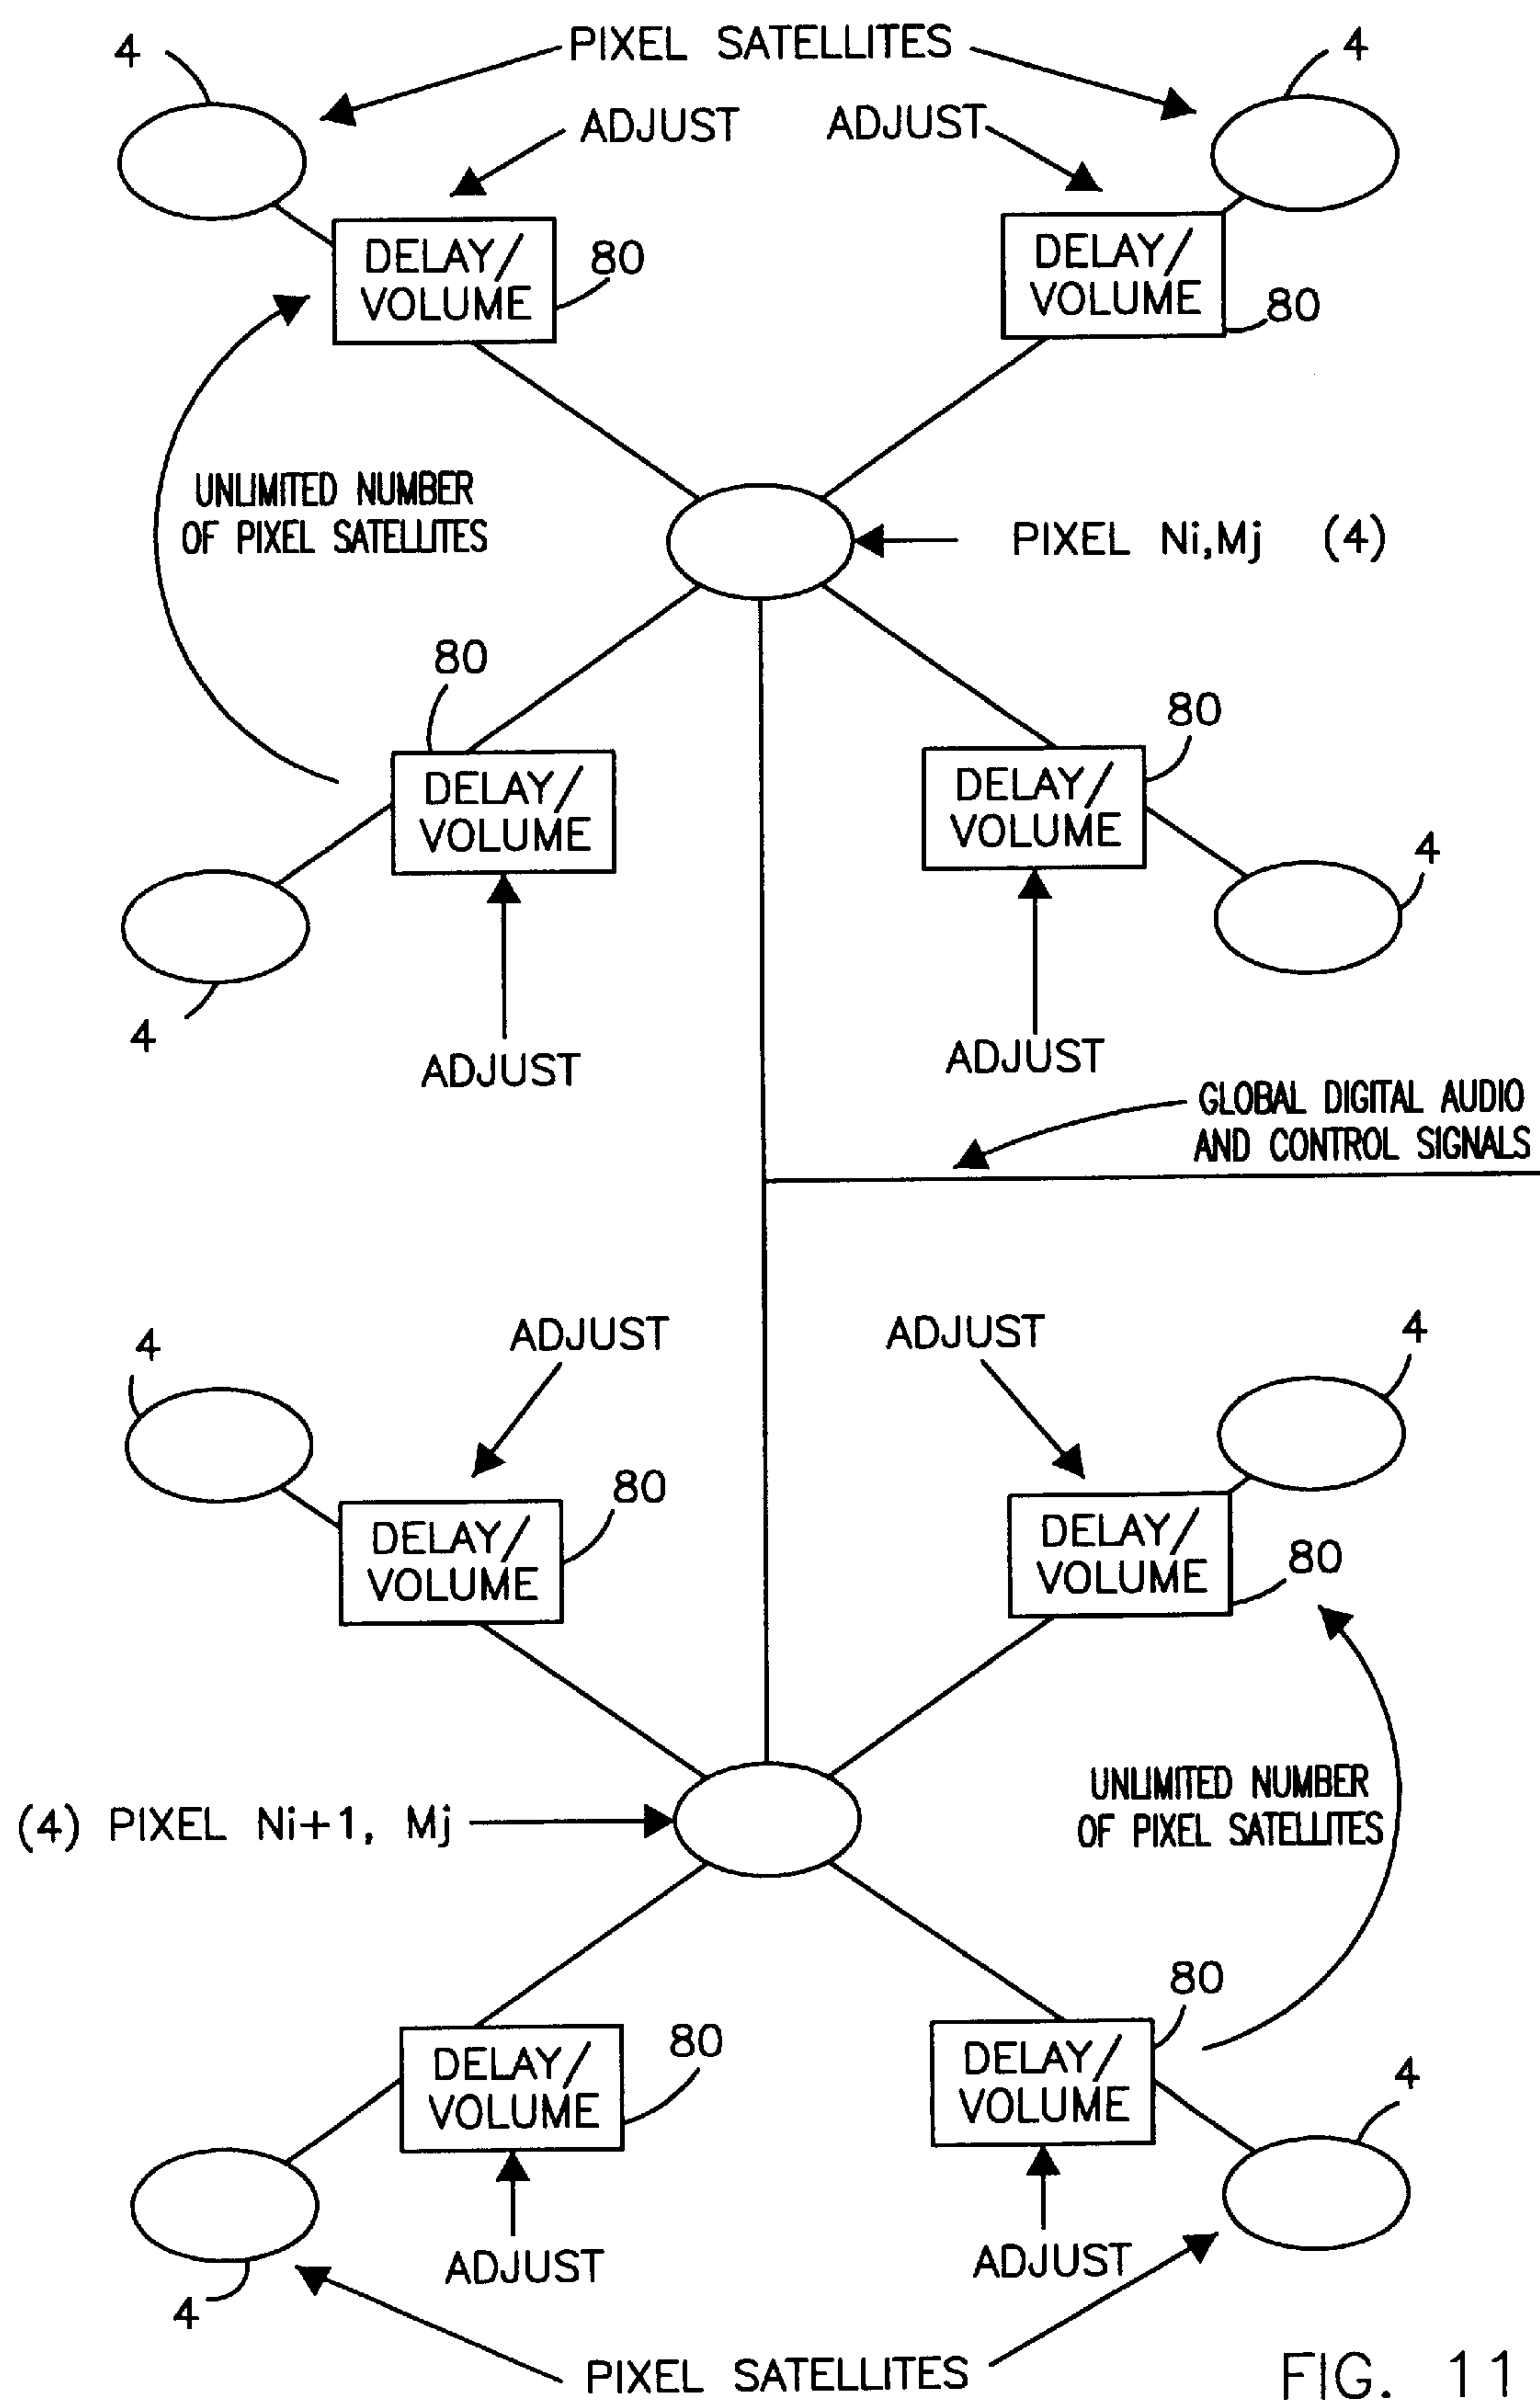 4
PIXEL SATELLITES
4
ADJUST
ADJUST
DELAY/
VOLUME
80
DELAY/
VOLUME
80
UNLIMITED NUMBER
OF PIXEL SATELLITES
PIXEL Ni,Mj (4)
80
80
DELAY/
VOLUME
DELAY/
VOLUME
4
4
ADJUST
ADJUST
GLOBAL DIGITAL AUDIO
AND CONTROL SIGNALS
4
ADJUST
ADJUST
4
80
DELAY/
VOLUME
DELAY/
VOLUME
80
UNLIMITED NUMBER
OF PIXEL SATELLITES
(4) PIXEL Ni+1, Mj
80
80
DELAY/
VOLUME
DELAY/
VOLUME
4
ADJUST
ADJUST
4
PIXEL SATELLITES
FIG. 11